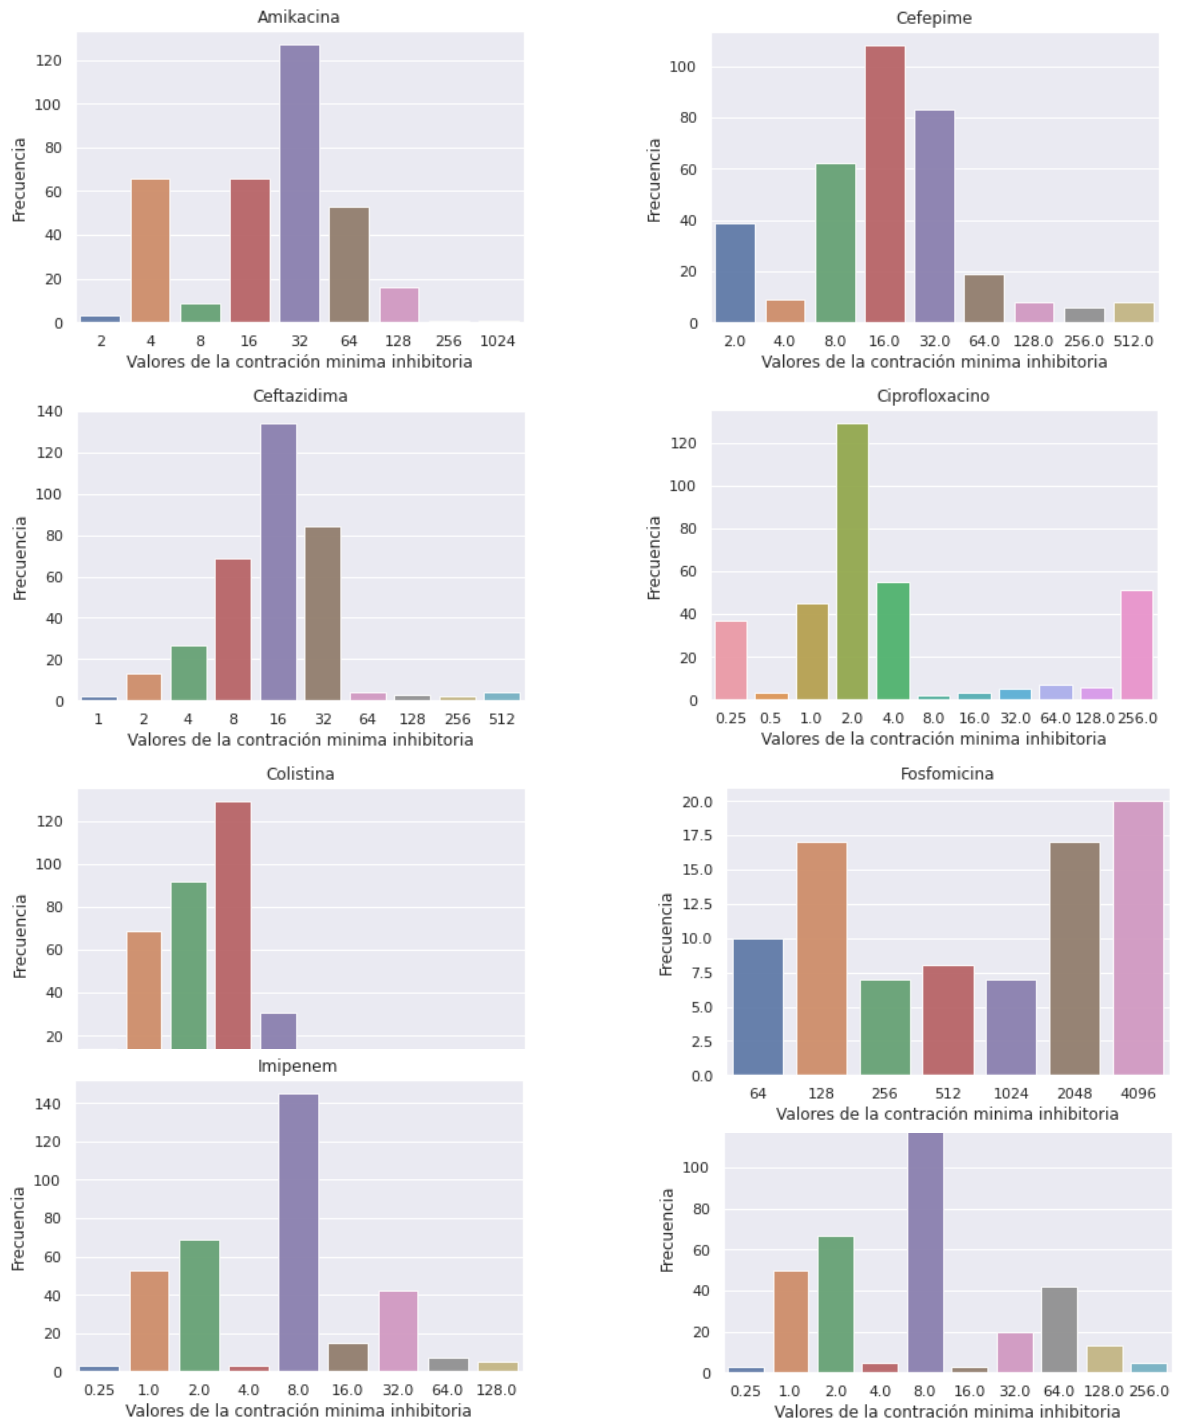 Amikacina
120
100
80
60
40
20
0
Frecuencia
2 4 8 16 32 64 128 256 1024
Valores de la contración minima inhibitoria
Cefepime
100
80
60
40
20
0
Frecuencia
2.0 4.0 8.0 16.0 32.0 64.0 128.0 256.0 512.0
Valores de la contración minima inhibitoria
Ceftazidima
140
120
100
80
60
40
20
0
Frecuencia
1 2 4 8 16 32 64 128 256 512
Valores de la contración minima inhibitoria
Ciprofloxacino
120
100
80
60
40
20
0
Frecuencia
0.25 0.5 1.0 2.0 4.0 8.0 16.0 32.0 64.0 128.0 256.0
Valores de la contración minima inhibitoria
Colistina
120
100
80
60
40
20
Frecuencia
Fosfomicina
20.0
17.5
15.0
12.5
10.0
7.5
5.0
2.5
0.0
Frecuencia
64 128 256 512 1024 2048 4096
Valores de la contración minima inhibitoria
Imipenem
140
120
100
80
60
40
20
0
Frecuencia
0.25 1.0 2.0 4.0 8.0 16.0 32.0 64.0 128.0
Valores de la contración minima inhibitoria
100
80
60
40
20
0
Frecuencia
0.25 1.0 2.0 4.0 8.0 16.0 32.0 64.0 128.0 256.0
Valores de la contración minima inhibitoria